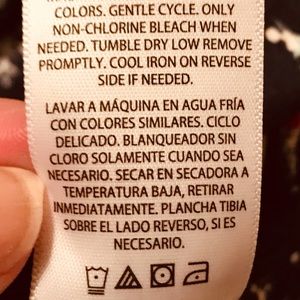 COLORS. GENTLE CYCLE. ONLY
NON-CHLORINE BLEACH WHEN
NEEDED. TUMBLE DRY LOW REMOVE
PROMPTLY. COOL IRON ON REVERSE
SIDE IF NEEDED.
LAVAR A MÁQUINA EN AGUA FRÍA
CON COLORES SIMILARES. CICLO
DELICADO. BLANQUEADOR SIN
CLORO SOLAMENTE CUANDO SEA
NECESARIO. SECAR EN SECADORA A
TEMPERATURA BAJA, RETIRAR
INMEDIATAMENTE. PLANCHA TIBIA
SOBRE EL LADO REVERSO, SI ES
NECESARIO.